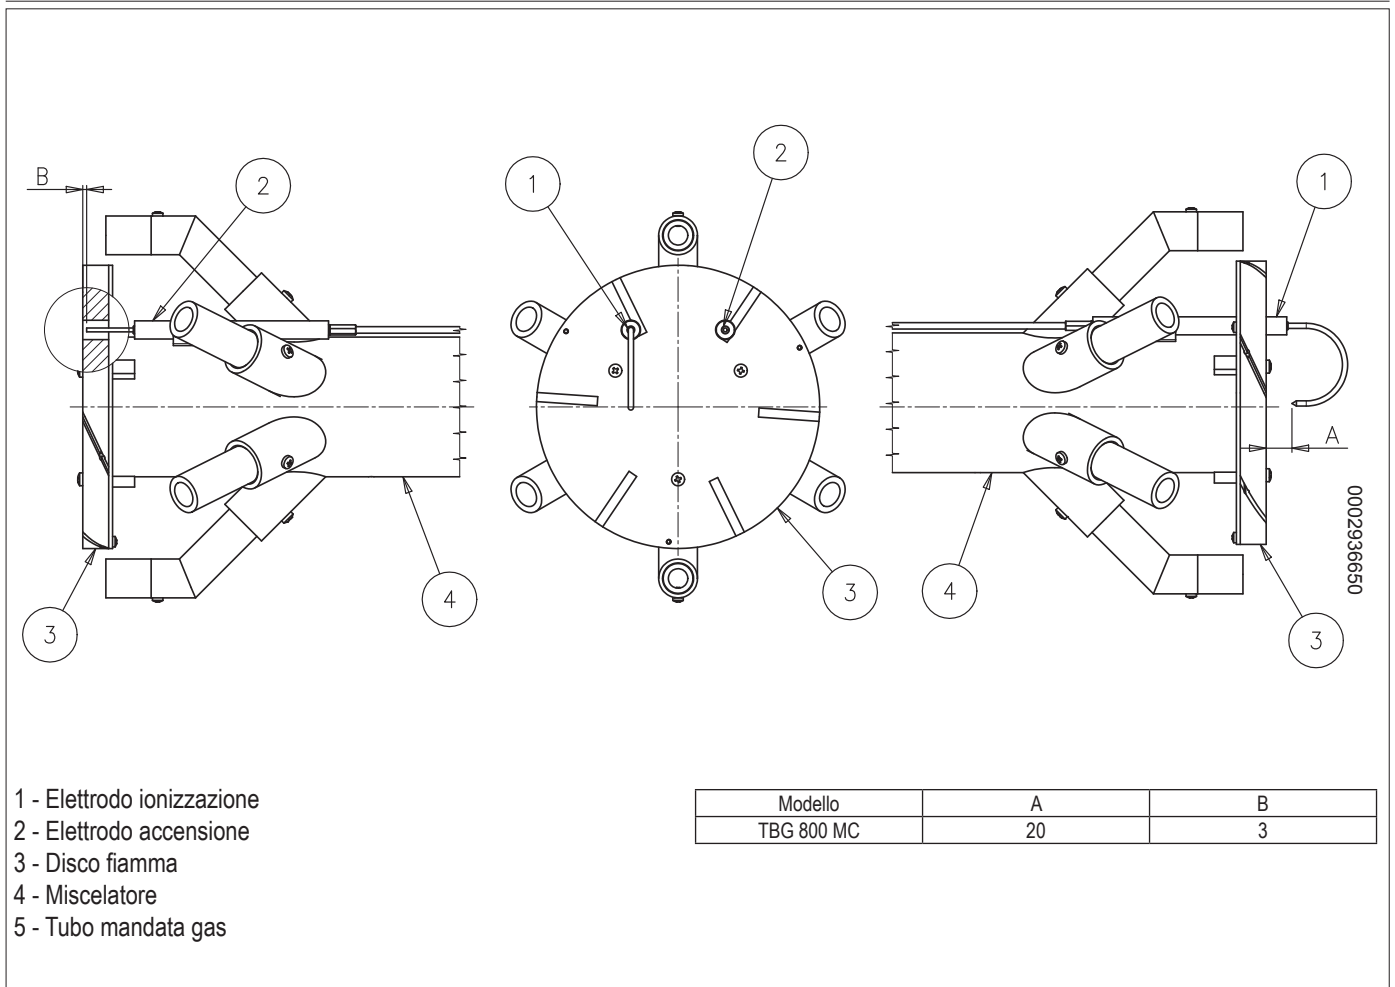 B
2
1
2
1
A
3
4
3
4
3
0002936650
1 - Elettrodo ionizzazione
2 - Elettrodo accensione
3 - Disco fiamma
4 - Miscelatore
5 - Tubo mandata gas
Modello A B
TBG 800 MC 20 3